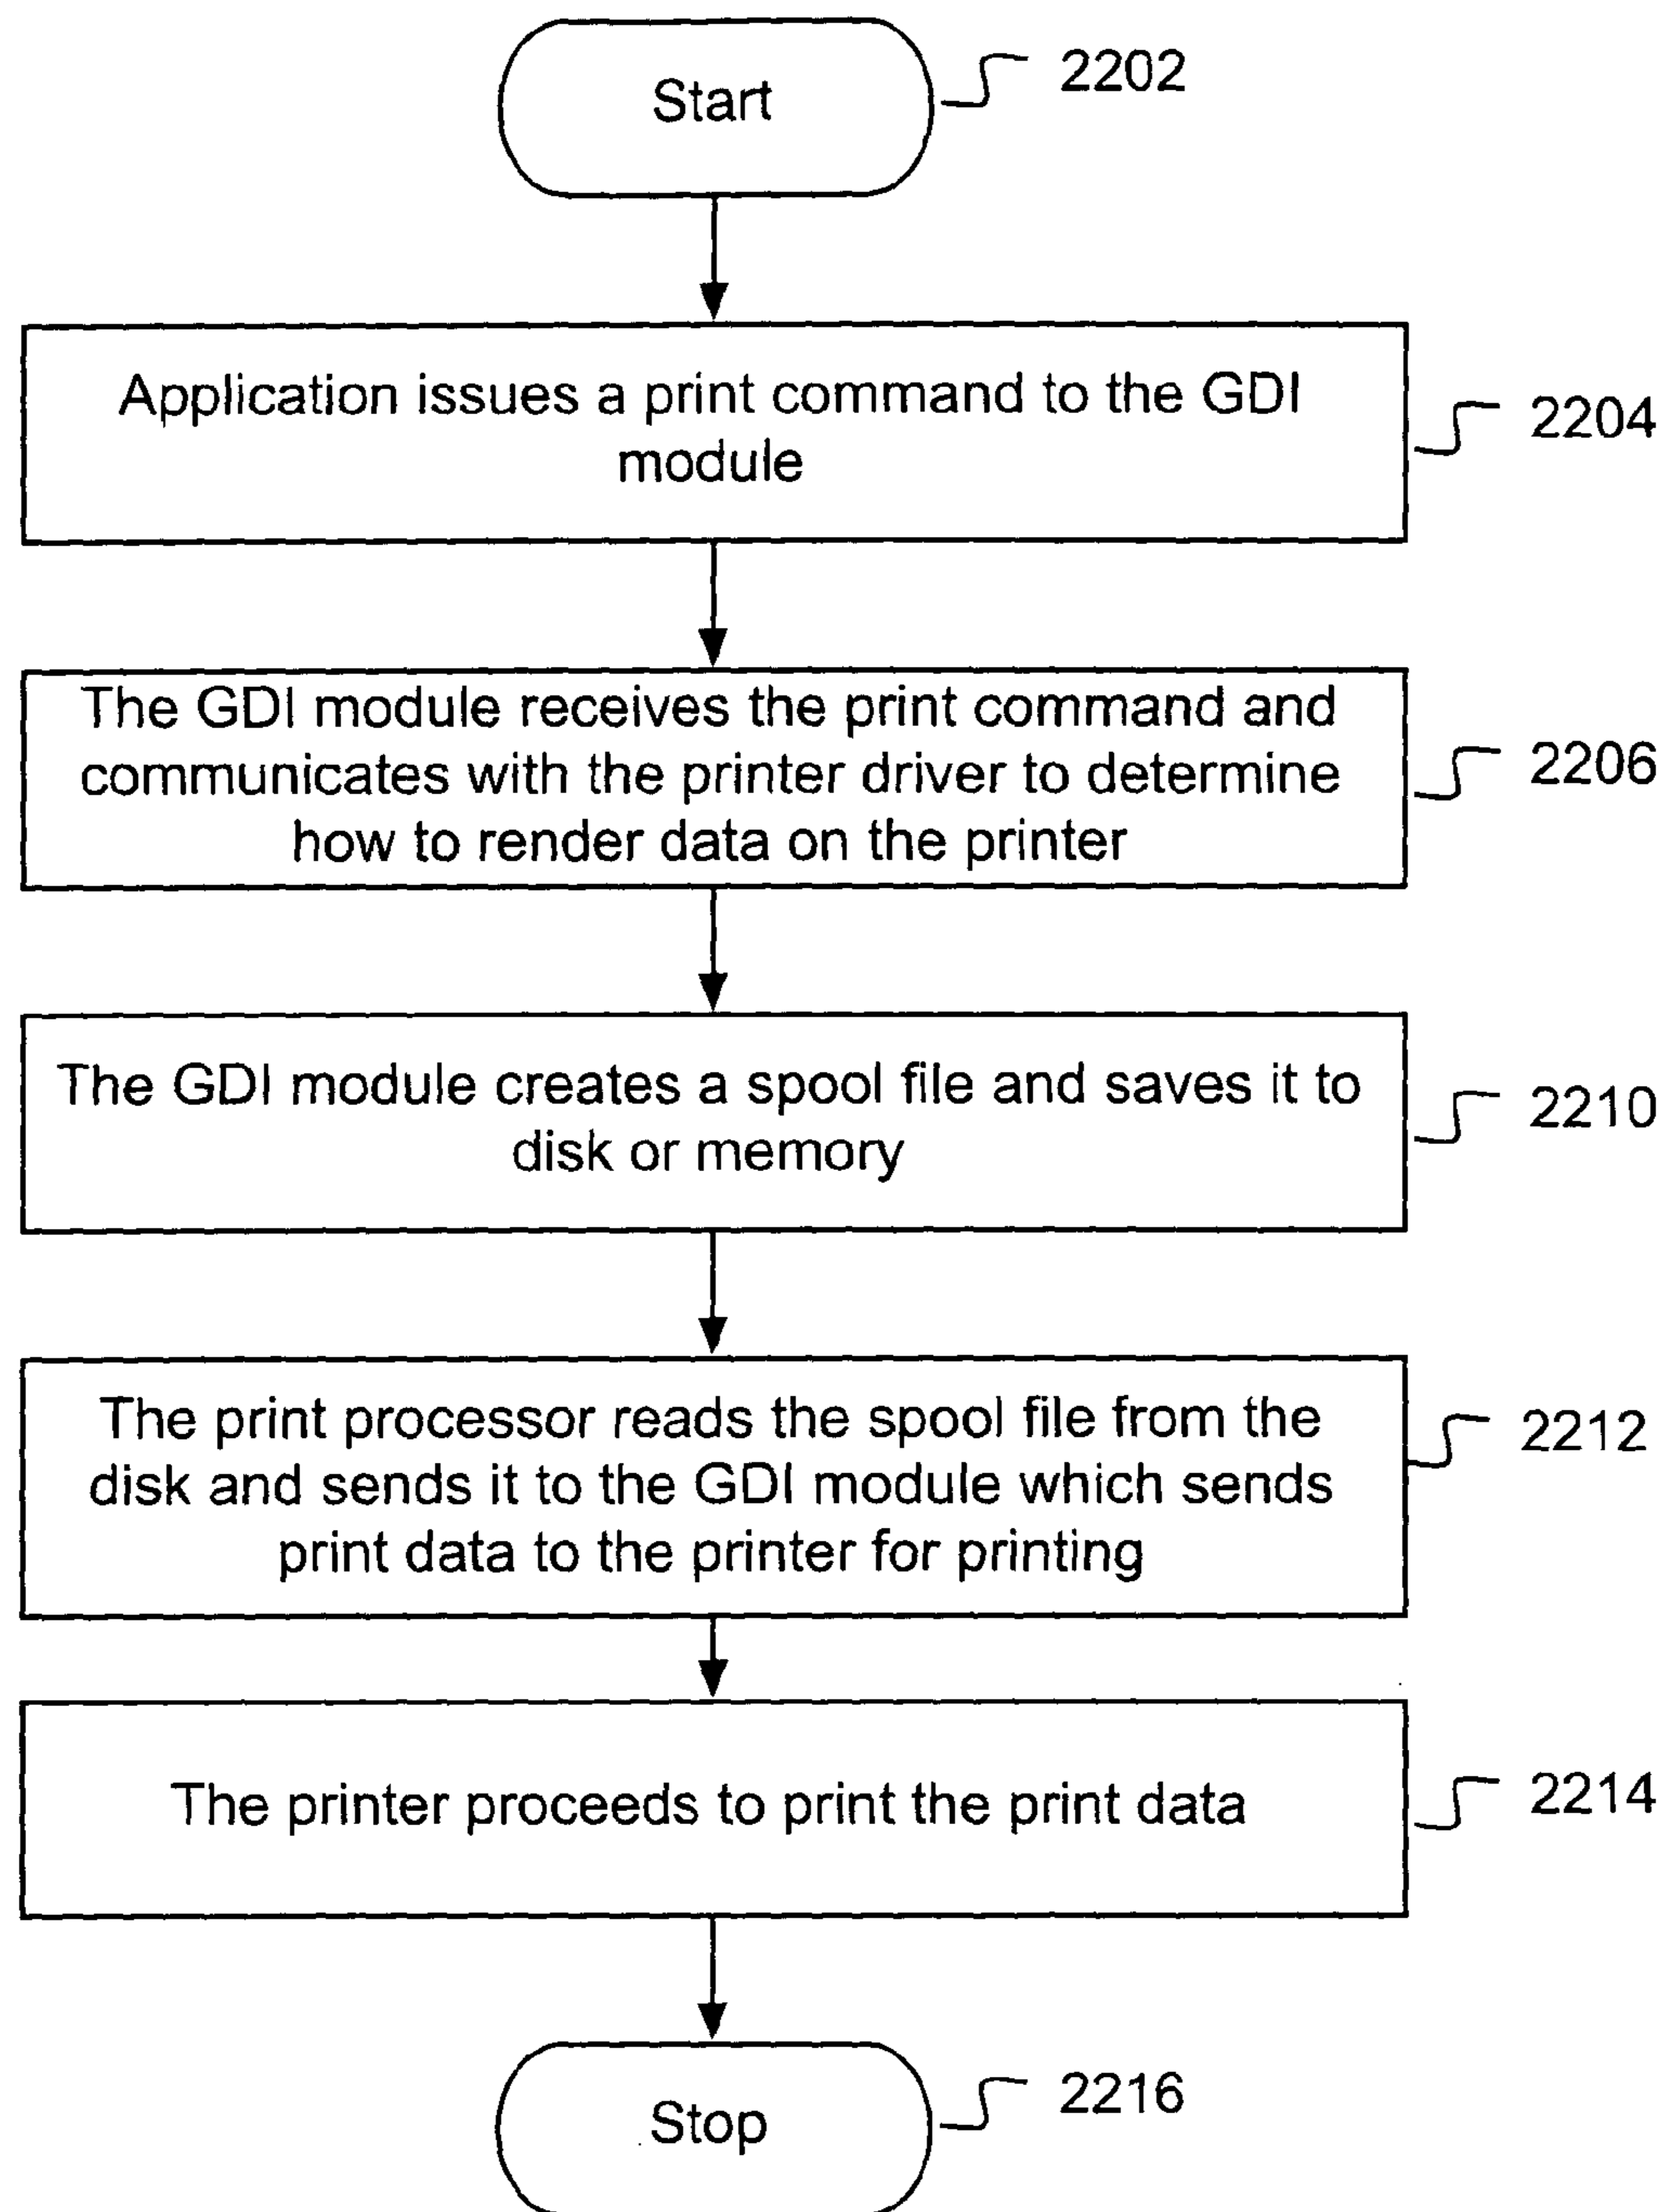 Start
2202
Application issues a print command to the GDI
module
2204
The GDI module receives the print command and
communicates with the printer driver to determine
how to render data on the printer
2206
The GDI module creates a spool file and saves it to
disk or memory
2210
The print processor reads the spool file from the
disk and sends it to the GDI module which sends
print data to the printer for printing
2212
The printer proceeds to print the print data
2214
Stop
2216